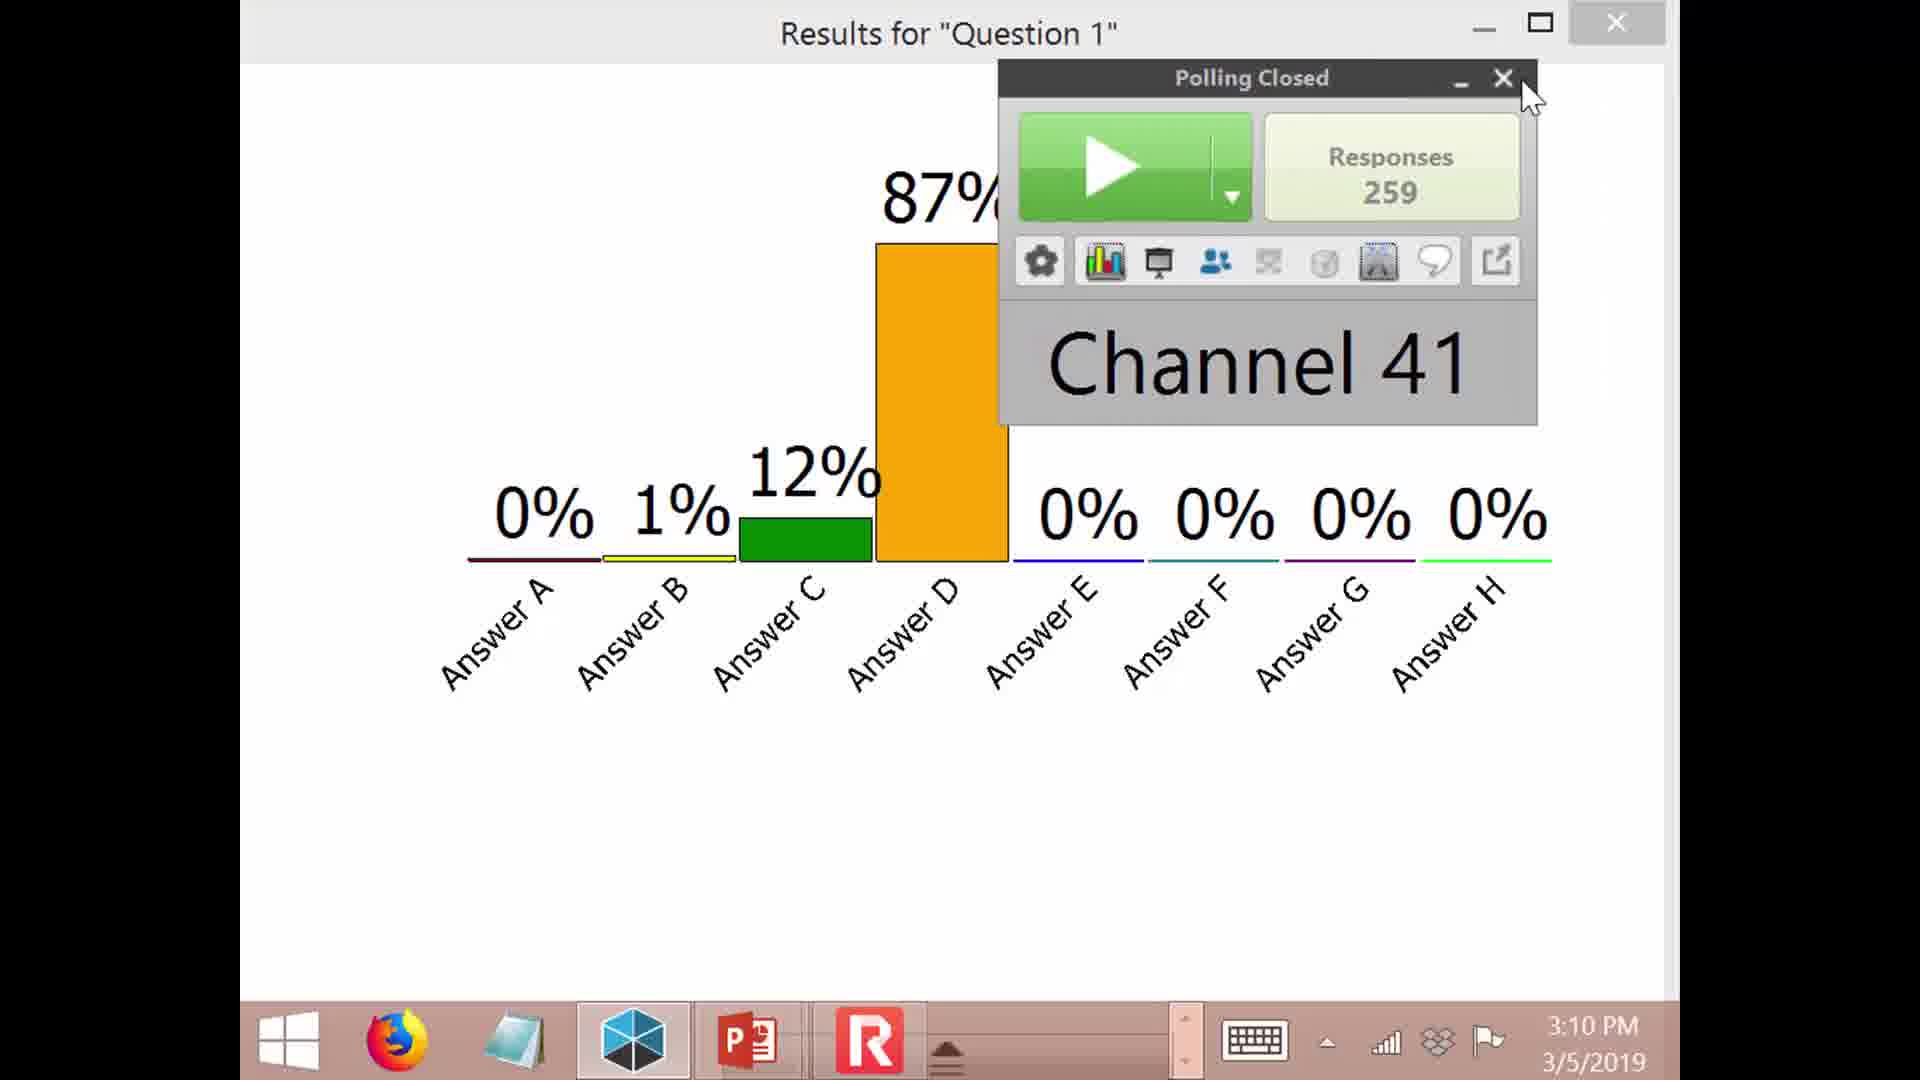 Results for "Question 1"
Polling Closed
Responses
259
Channel 41
87%
12%
0%
1%
0%
0%
0%
0%
Answer A
Answer B
Answer C
Answer D
Answer E
Answer F
Answer G
Answer H
3:10 PM
3/5/2019